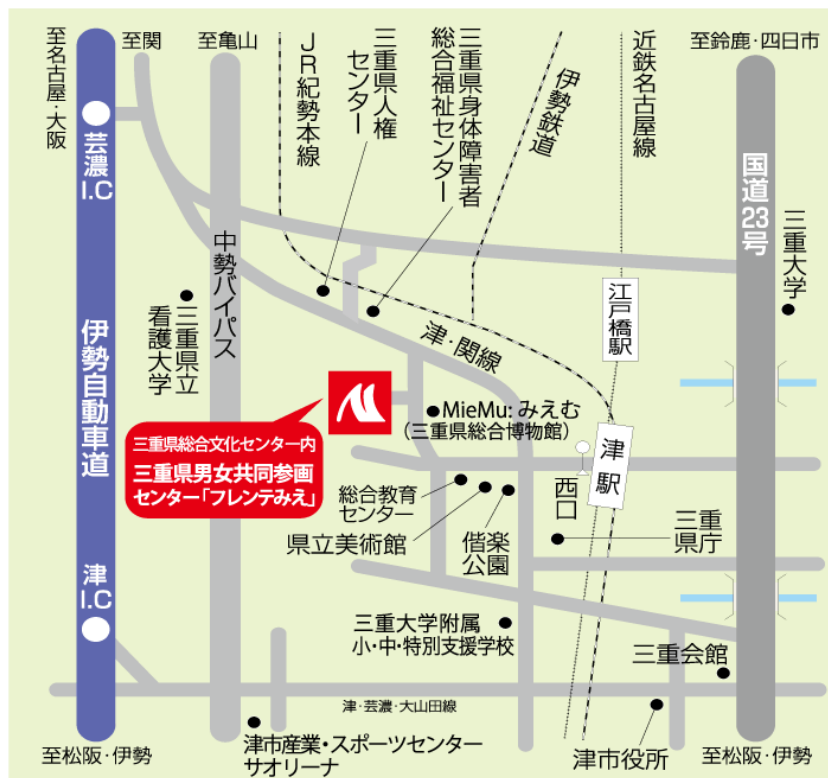 至名古屋・大阪
至関
至亀山
JR紀勢本線
三重県人権
センター
三重県身体障害者
総合福祉センター
伊勢鉄道
近鉄名古屋線
至鈴鹿・四日市
芸濃
I.C
国道23号
三重大学
中勢バイパス
三重県立
看護大学
江戸橋駅
伊勢自動車道
津・関線
MieMu:みえむ
（三重県総合博物館）
三重県総合文化センター内
三重県男女共同参画
センター「フレンテみえ」
津駅
西口
総合教育
センター
県立美術館
偕楽
公園
三重
県庁
津
I.C
三重大学附属
小・中・特別支援学校
三重会館
津・芸濃・大山田線
至松阪・伊勢
津市産業・スポーツセンター
サオリーナ
津市役所
至松阪・伊勢